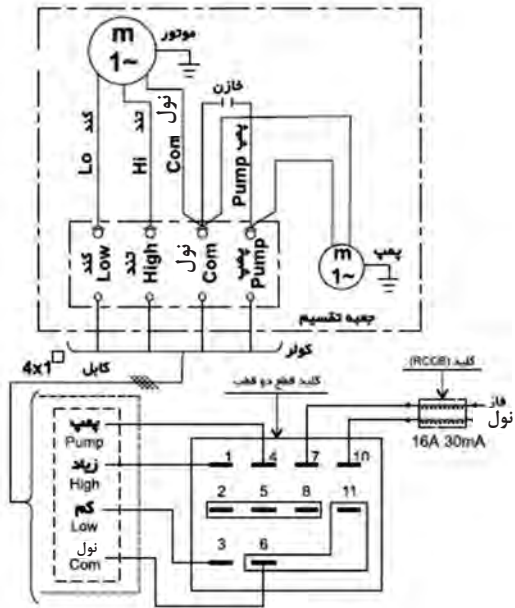 m
1~
موتور
خازن
کند
Lo
تند
Hi
نول
Com
پمپ
Pump
کند
Low
تند
High
نول
Com
پمپ
Pump
m
1~
پمپ
جعبه تقسیم
کولر
4x1□
کابل
کلید قطع دو قطب
کلید (RCCB)
فاز
نول
16A 30mA
پمپ
Pump
زیاد
High
کم
Low
نول
Com
1 4 7 10
2 5 8 11
3 6